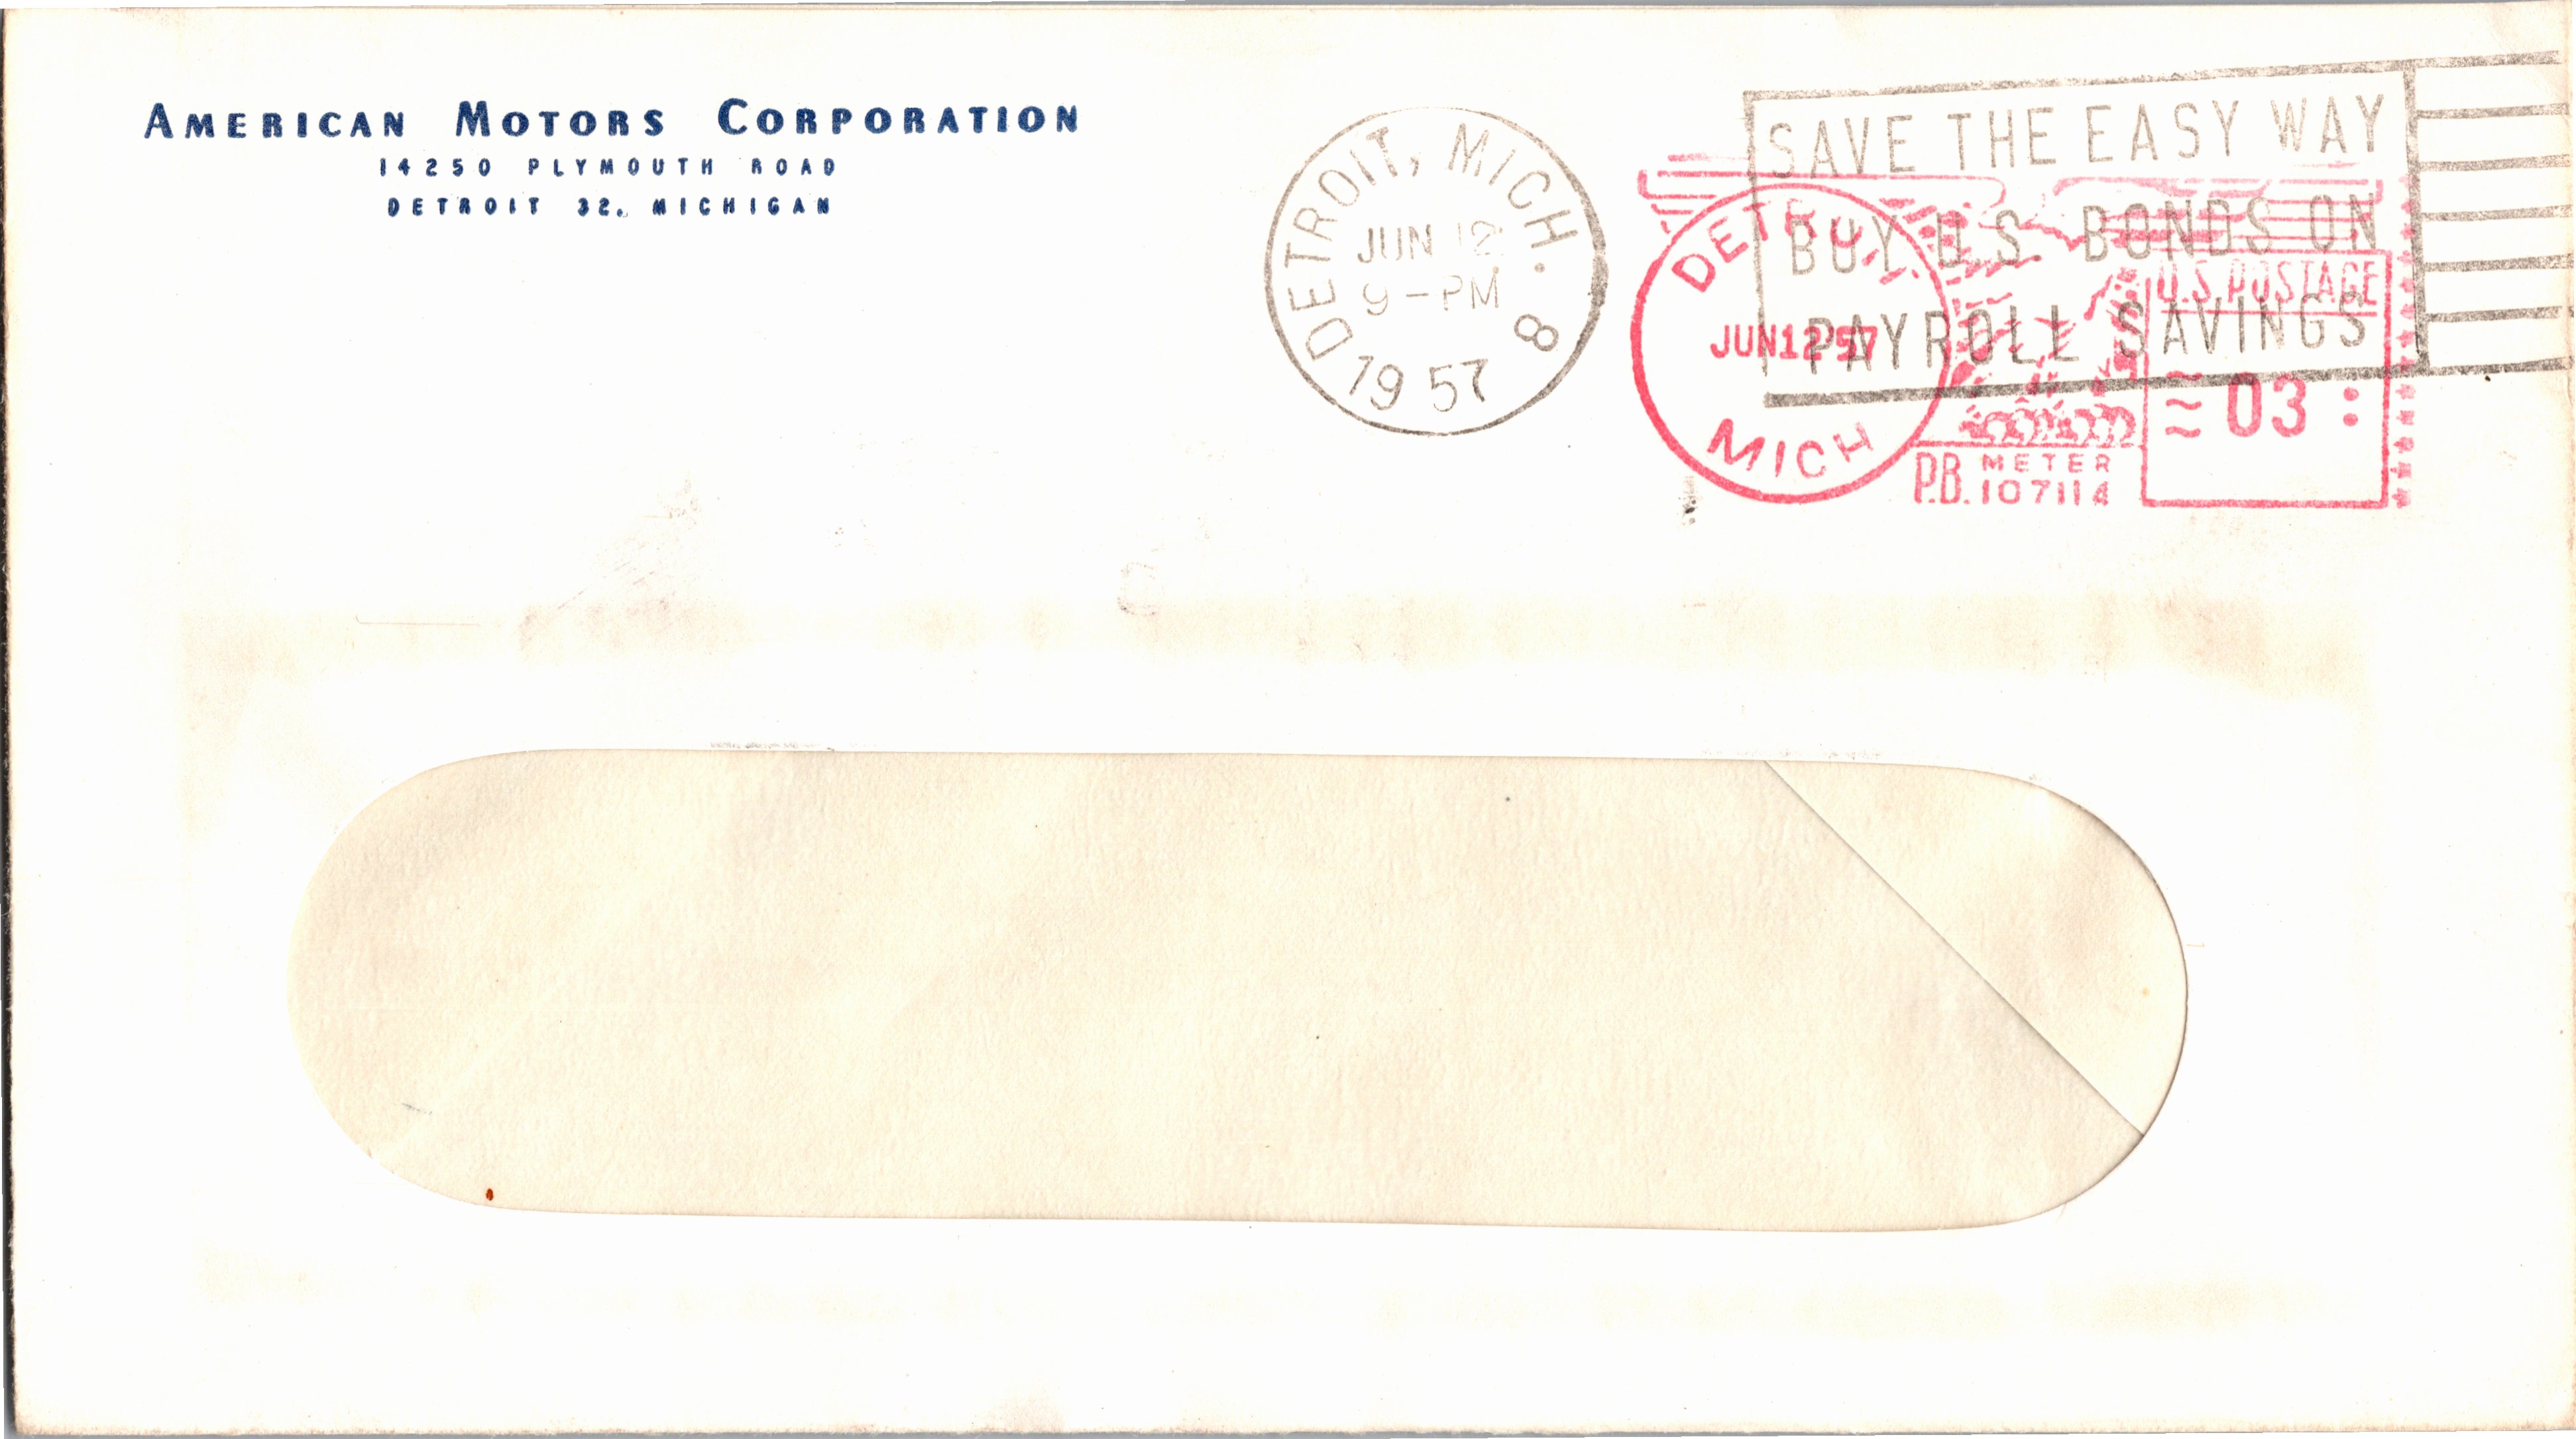 AMERICAN MOTORS CORPORATION
14250 PLYMOUTH ROAD
DETROIT 32, MICHIGAN
DETROIT, MICH. 8
JUN 12
9-PM
1957
SAVE THE EASY WAY
BUY U.S. BONDS ON
PAYROLL SAVINGS
DETROIT
JUN 12 '57
MICH
P.B. METER
107114
U.S. POSTAGE
03